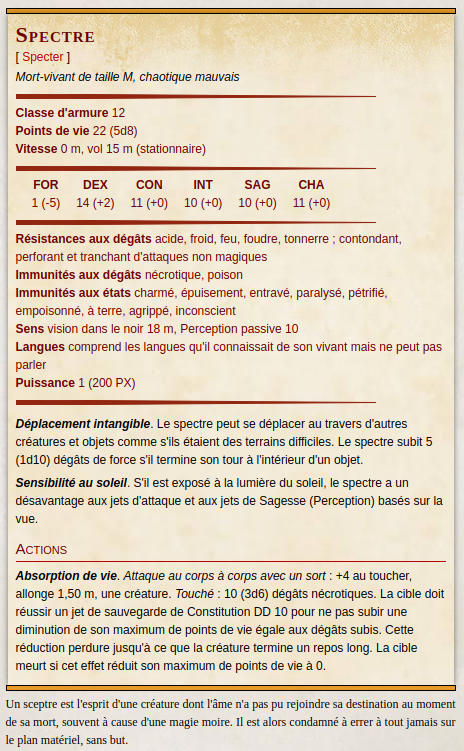 SPECTRE
[ Specter ]
Mort-vivant de taille M, chaotique mauvais
Classe d'armure 12
Points de vie 22 (5d8)
Vitesse 0 m, vol 15 m (stationnaire)
FOR DEX CON INT SAG CHA
1 (-5) 14 (+2) 11 (+0) 10 (+0) 10 (+0) 11 (+0)
Résistances aux dégâts acide, froid, feu, foudre, tonnerre ; contondant,
perforant et tranchant d'attaques non magiques
Immunités aux dégâts nécrotique, poison
Immunités aux états charmé, épuisement, entravé, paralysé, pétrifié,
empoisonné, à terre, agrippé, inconscient
Sens vision dans le noir 18 m, Perception passive 10
Langues comprend les langues qu'il connaissait de son vivant mais ne peut pas
parler
Puissance 1 (200 PX)
Déplacement intangible. Le spectre peut se déplacer au travers d'autres
créatures et objets comme s'ils étaient des terrains difficiles. Le spectre subit 5
(1d10) dégâts de force s'il termine son tour à l'intérieur d'un objet.
Sensibilité au soleil. S'il est exposé à la lumière du soleil, le spectre a un
désavantage aux jets d'attaque et aux jets de Sagesse (Perception) basés sur la
vue.
ACTIONS
Absorption de vie. Attaque au corps à corps avec un sort : +4 au toucher,
allonge 1,50 m, une créature. Touché : 10 (3d6) dégâts nécrotiques. La cible doit
réussir un jet de sauvegarde de Constitution DD 10 pour ne pas subir une
diminution de son maximum de points de vie égale aux dégâts subis. Cette
réduction perdure jusqu'à ce que la créature termine un repos long. La cible
meurt si cet effet réduit son maximum de points de vie à 0.
Un sceptre est l'esprit d'une créature dont l'âme n'a pas pu rejoindre sa destination au moment
de sa mort, souvent à cause d'une magie moire. Il est alors condamné à errer à tout jamais sur
le plan matériel, sans but.